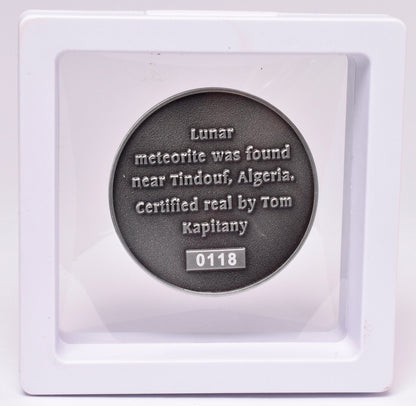 Lunar
meteorite was found
near Tindouf, Algeria.
Certified real by Tom
Kapitany
0118